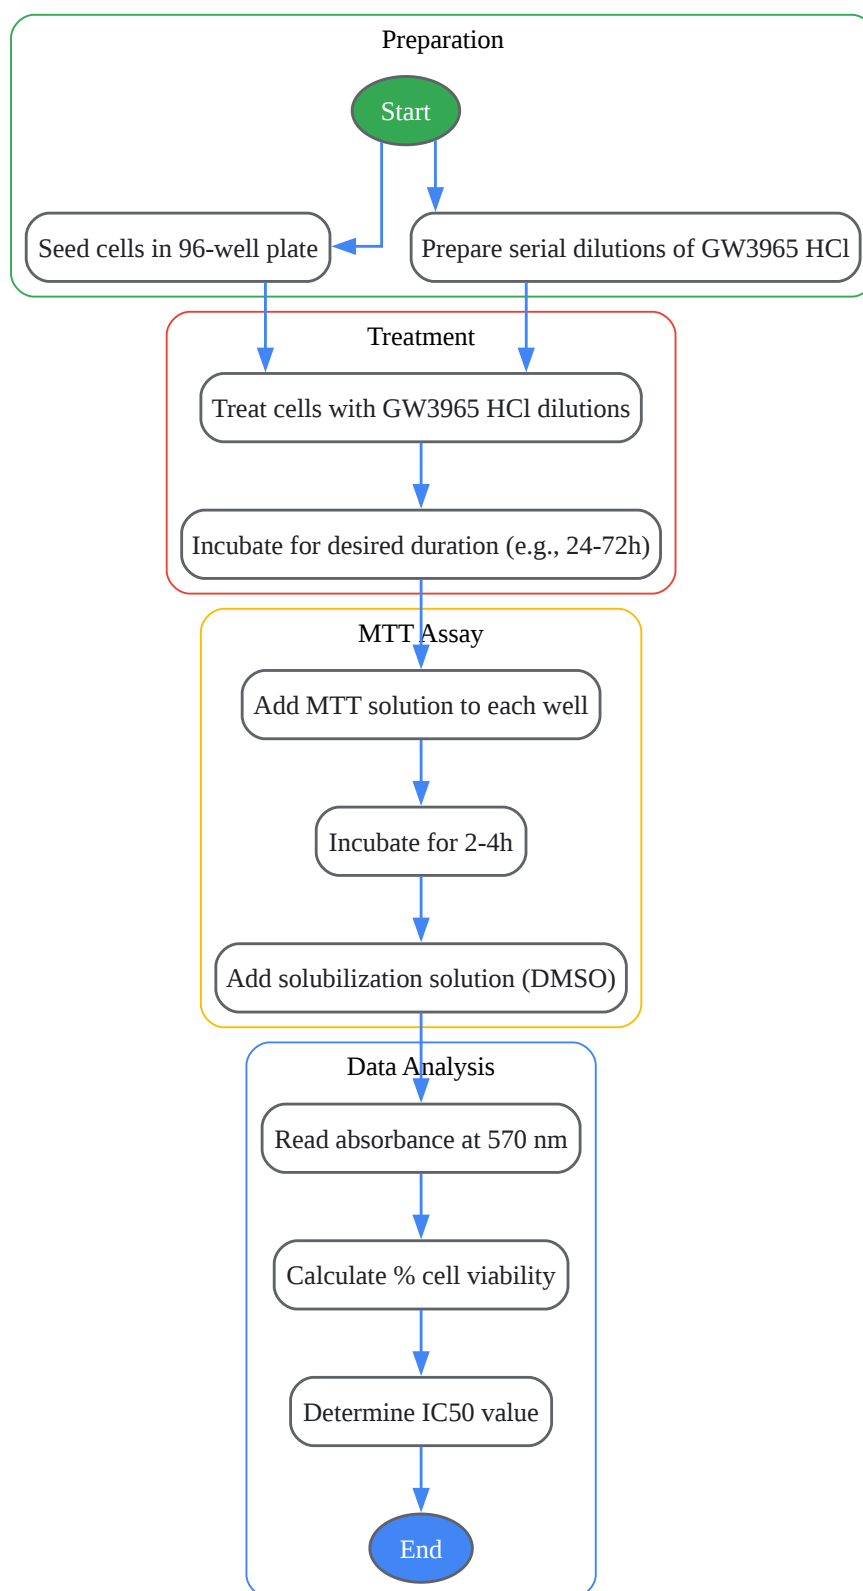 Preparation
Start
Seed cells in 96-well plate
Prepare serial dilutions of GW3965 HCl
Treatment
Treat cells with GW3965 HCl dilutions
Incubate for desired duration (e.g., 24-72h)
MTT Assay
Add MTT solution to each well
Incubate for 2-4h
Add solubilization solution (DMSO)
Data Analysis
Read absorbance at 570 nm
Calculate % cell viability
Determine IC50 value
End